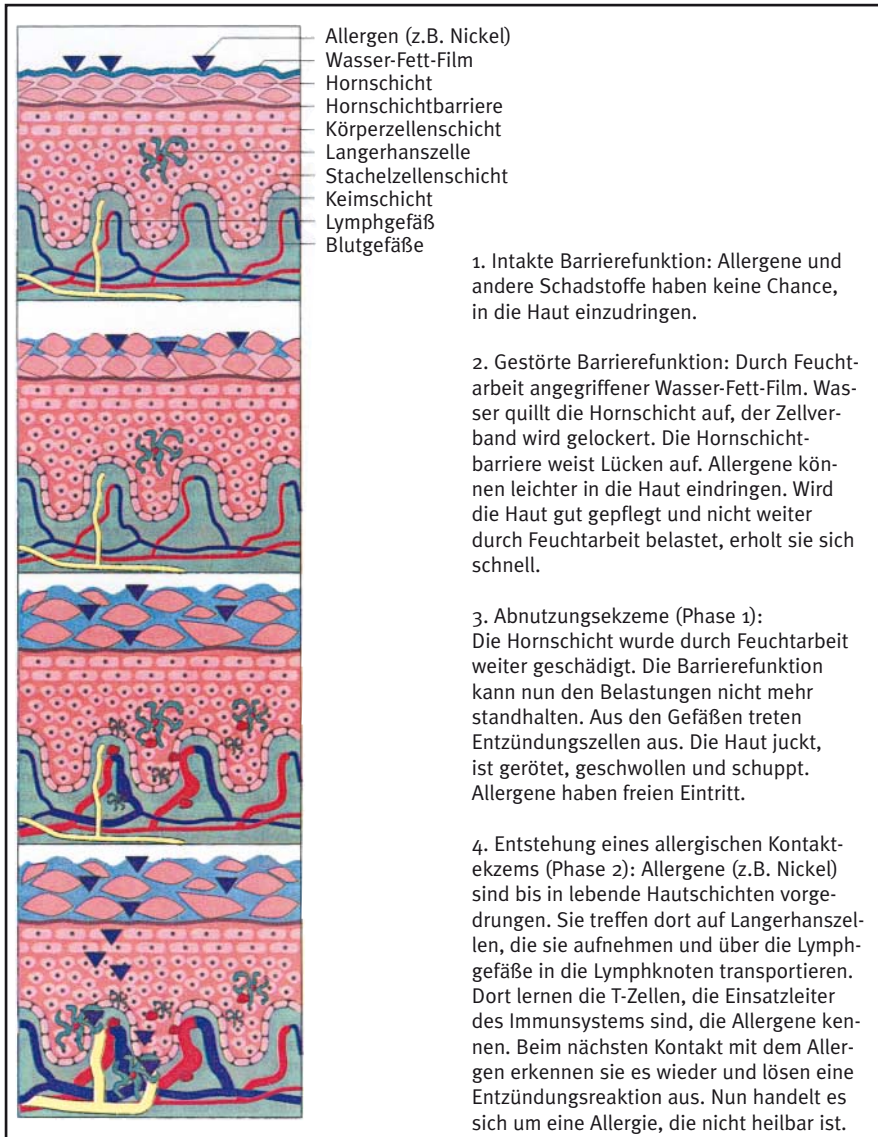 Allergen (z.B. Nickel)
Wasser-Fett-Film
Hornschicht
Hornschichtbarriere
Körperzellenschicht
Langerhanszelle
Stachelzellenschicht
Keimschicht
Lymphgefäß
Blutgefäße
1. Intakte Barrierefunktion: Allergene und
andere Schadstoffe haben keine Chance,
in die Haut einzudringen.
2. Gestörte Barrierefunktion: Durch Feucht-
arbeit angegriffener Wasser-Fett-Film. Was-
ser quillt die Hornschicht auf, der Zellver-
band wird gelockert. Die Hornschicht-
barriere weist Lücken auf. Allergene kön-
nen leichter in die Haut eindringen. Wird
die Haut gut gepflegt und nicht weiter
durch Feuchtarbeit belastet, erholt sie sich
schnell.
3. Abnutzungsekzeme (Phase 1):
Die Hornschicht wurde durch Feuchtarbeit
weiter geschädigt. Die Barrierefunktion
kann nun den Belastungen nicht mehr
standhalten. Aus den Gefäßen treten
Entzündungszellen aus. Die Haut juckt,
ist gerötet, geschwollen und schuppt.
Allergene haben freien Eintritt.
4. Entstehung eines allergischen Kontakt-
ekzems (Phase 2): Allergene (z.B. Nickel)
sind bis in lebende Hautschichten vorge-
drungen. Sie treffen dort auf Langerhanszel-
len, die sie aufnehmen und über die Lymph-
gefäße in die Lymphknoten transportieren.
Dort lernen die T-Zellen, die Einsatzleiter
des Immunsystems sind, die Allergene ken-
nen. Beim nächsten Kontakt mit dem Aller-
gen erkennen sie es wieder und lösen eine
Entzündungsreaktion aus. Nun handelt es
sich um eine Allergie, die nicht heilbar ist.